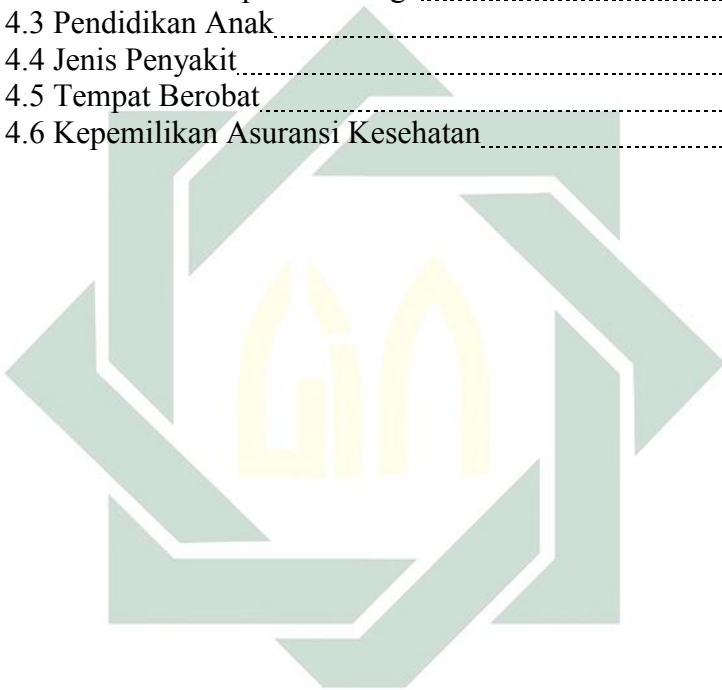 4.3 Pendidikan Anak
4.4 Jenis Penyakit
4.5 Tempat Berobat
4.6 Kepemilikan Asuransi Kesehatan